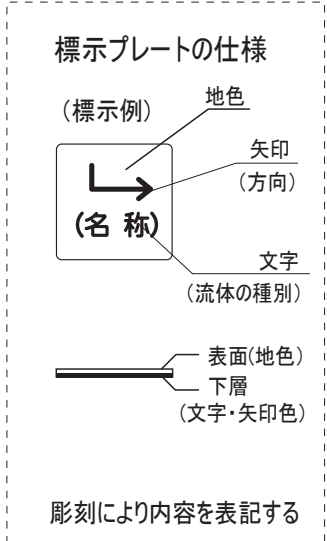 標示プレートの仕様
(標示例)
地色
矢印
(方向)
(名 称)
文字
(流体の種別)
表面(地色)
下層
(文字・矢印色)
彫刻により内容を表記する